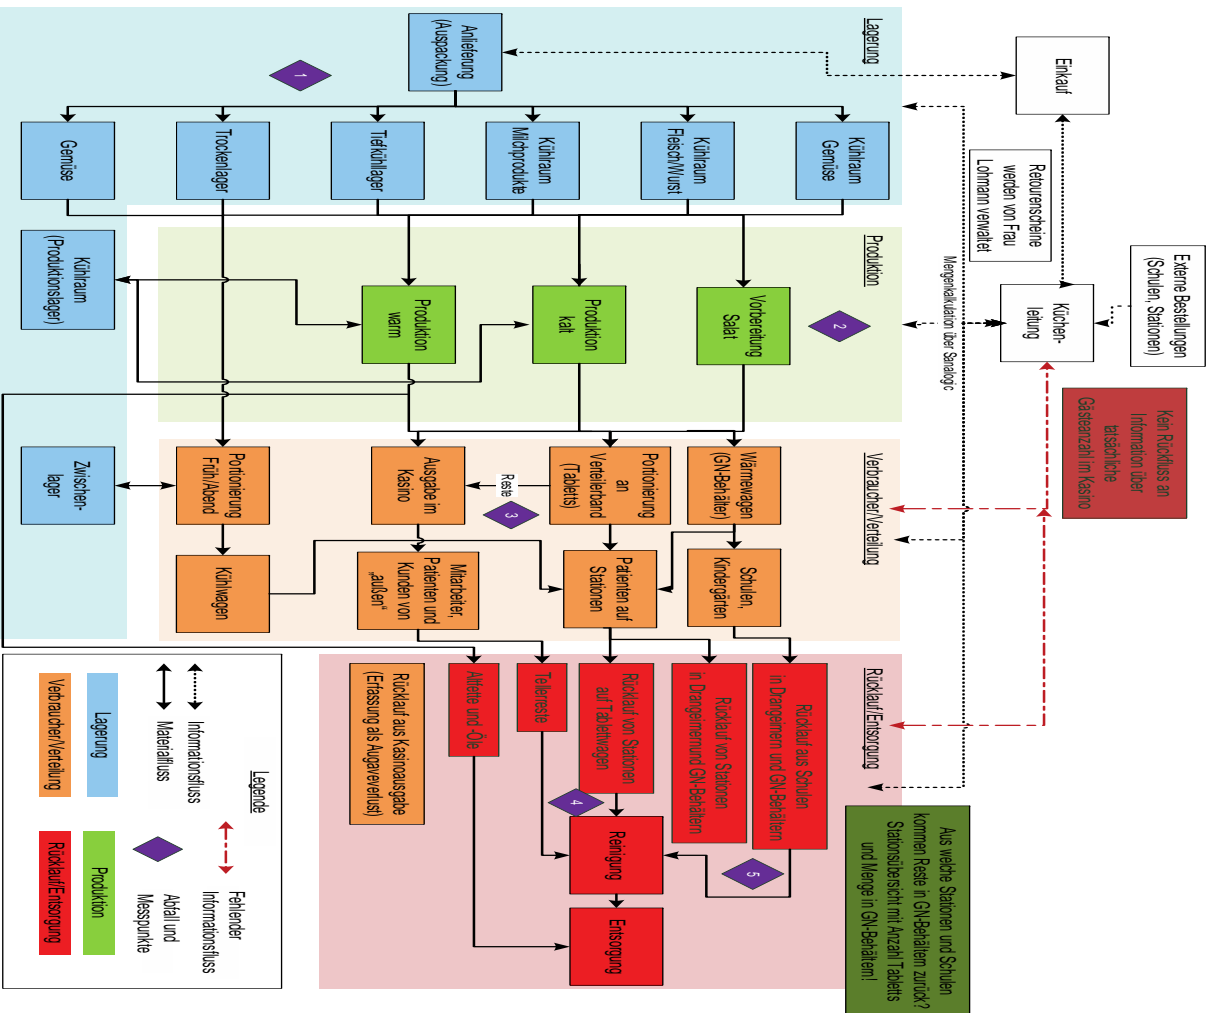 Einkauf
Retourenscheine
werden von Frau
Lohmann verwaltet
Externe Bestellungen
(Schulen, Stationen)
Küchen-
leitung
Kein Rückfluss an
Information über
tatsächliche
Gästeanzahl im Kasino
Aus welche Stationen und Schulen
kommen Reste in GN-Behältern zurück?
Stationsübersicht mit Anzahl Tabletts
und Menge in GN-Behältern!
Mengenkalkulation über Sanalogic
Lagerung
Anlieferung
(Auspackung)
1
Kühlraum
Gemüse
Kühlraum
Fleisch/Wurst
Kühlraum
Milchprodukte
Tiefkühllager
Trockenlager
Gemüse
Kühlraum
(Produktionslager)
Zwischen-
lager
Produktion
2
Vorbereitung
Salat
Produktion
kalt
Produktion
warm
Verbraucher/Verteilung
Wärmewagen
(GN-Behälter)
Portionierung
an
Verteilerband
(Tabletts)
Reste
3
Ausgabe im
Kasino
Portionierung
Früh/Abend
Schulen,
Kindergärten
Patienten auf
Stationen
Mitarbeiter,
Patienten und
Kunden von
„außen“
Kühlwagen
Rücklauf/Entsorgung
Rücklauf aus Schulen
in Drangeimern und GN-Behältern
Rücklauf von Stationen
in Drangeimernund GN-Behältern
Rücklauf von Stationen
auf Tablettwagen
Tellerreste
Altfette und -Öle
Rücklauf aus Kasinoausgabe
(Erfassung als Augaveverlust)
4
5
Reinigung
Entsorgung
Legende
Informationsfluss
Materialfluss
Fehlender
Informationsfluss
Abfall und
Messpunkte
Lagerung
Verbraucher/Verteilung
Produktion
Rücklauf/Entsorgung